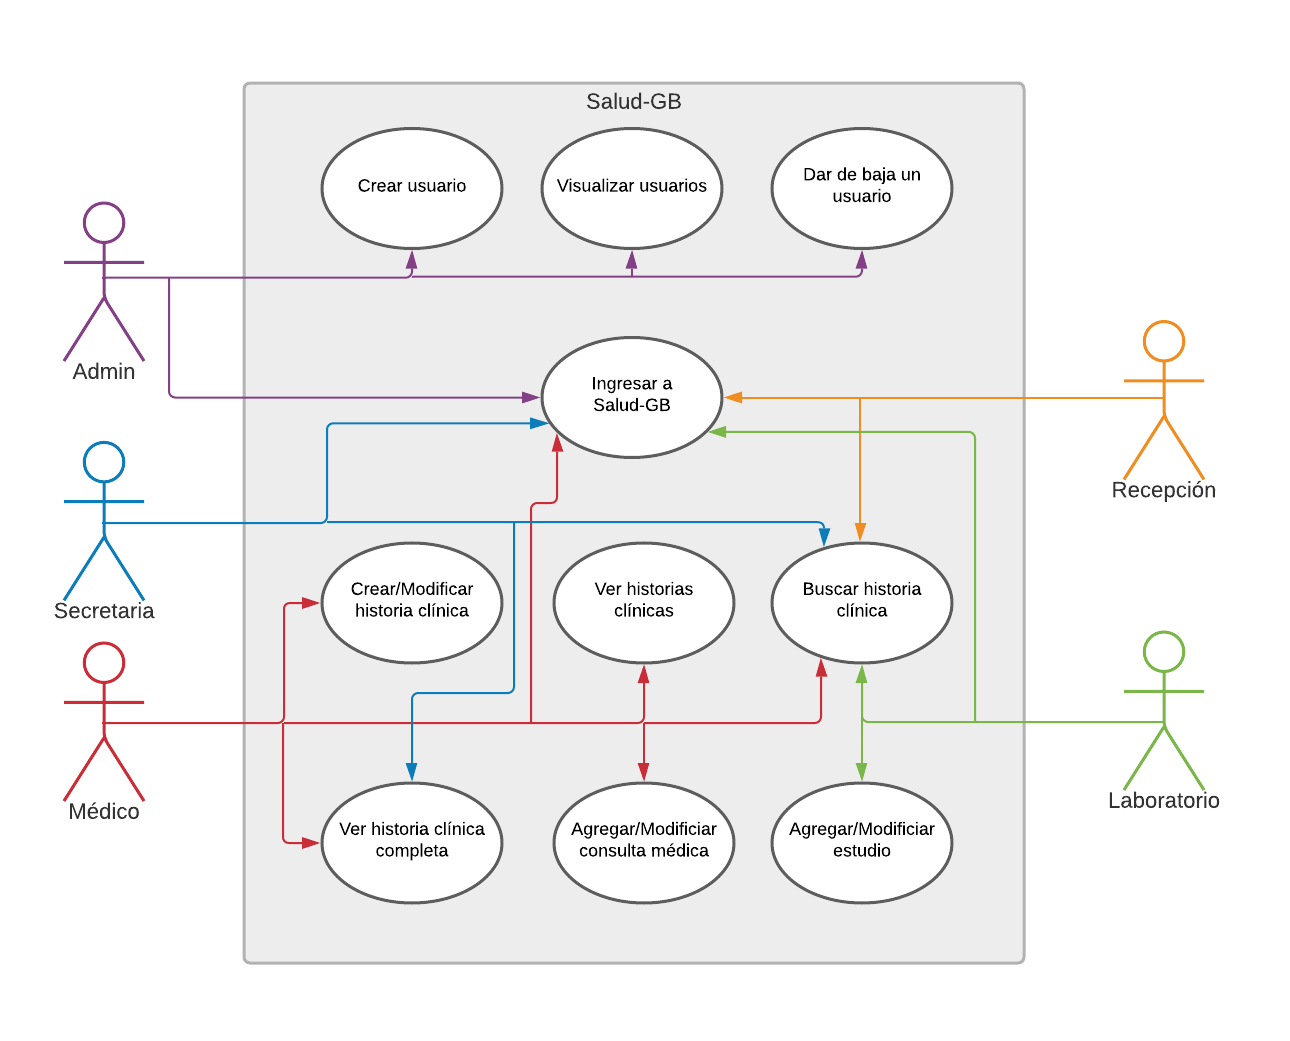 Salud-GB
Crear usuario
Visualizar usuarios
Dar de baja un
usuario
Admin
Ingresar a
Salud-GB
Recepción
Secretaria
Crear/Modificar
historia clínica
Ver historias
clínicas
Buscar historia
clínica
Médico
Laboratorio
Ver historia clínica
completa
Agregar/Modificiar
consulta médica
Agregar/Modificiar
estudio